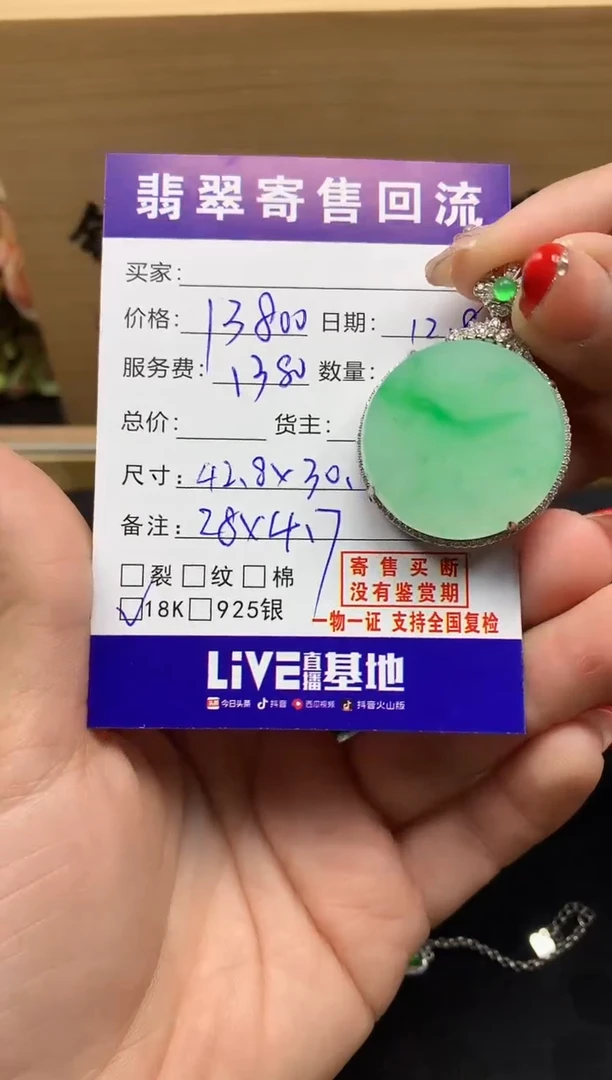 翡翠寄售回流
买家：
价格：13800 日期：12.
服务费：1380 数量：
总价： 货主：
尺寸：42.8x30.
备注：28x4.7
裂 纹 棉
18K 925银
寄售买断
没有鉴赏期
一物一证 支持全国复检
LiVE直播基地
今日头条 抖音 西瓜视频 抖音火山版